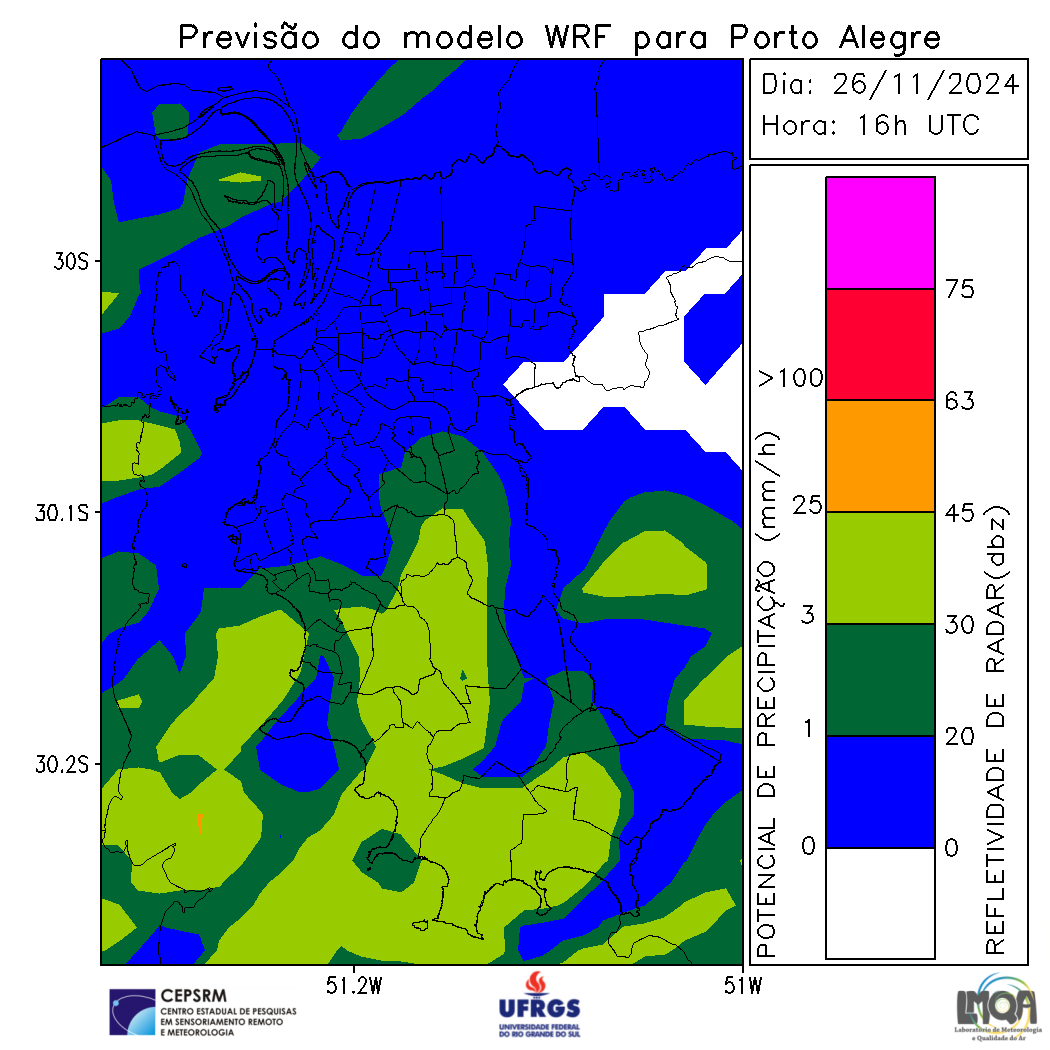 Previsão do modelo WRF para Porto Alegre
Dia: 26/11/2024
Hora: 16h UTC
30S
30.1S
30.2S
51.2W
51W
POTENCIAL DE PRECIPITAÇÃO (mm/h)
>100
25
3
1
0
75
63
45
30
20
0
REFLETIVIDADE DE RADAR(dbz)
CEPSRM
CENTRO ESTADUAL DE PESQUISAS
EM SENSORIAMENTO REMOTO
E METEOROLOGIA
UFRGS
UNIVERSIDADE FEDERAL
DO RIO GRANDE DO SUL
LMQA
Laboratório de Meteorologia
e Qualidade do Ar